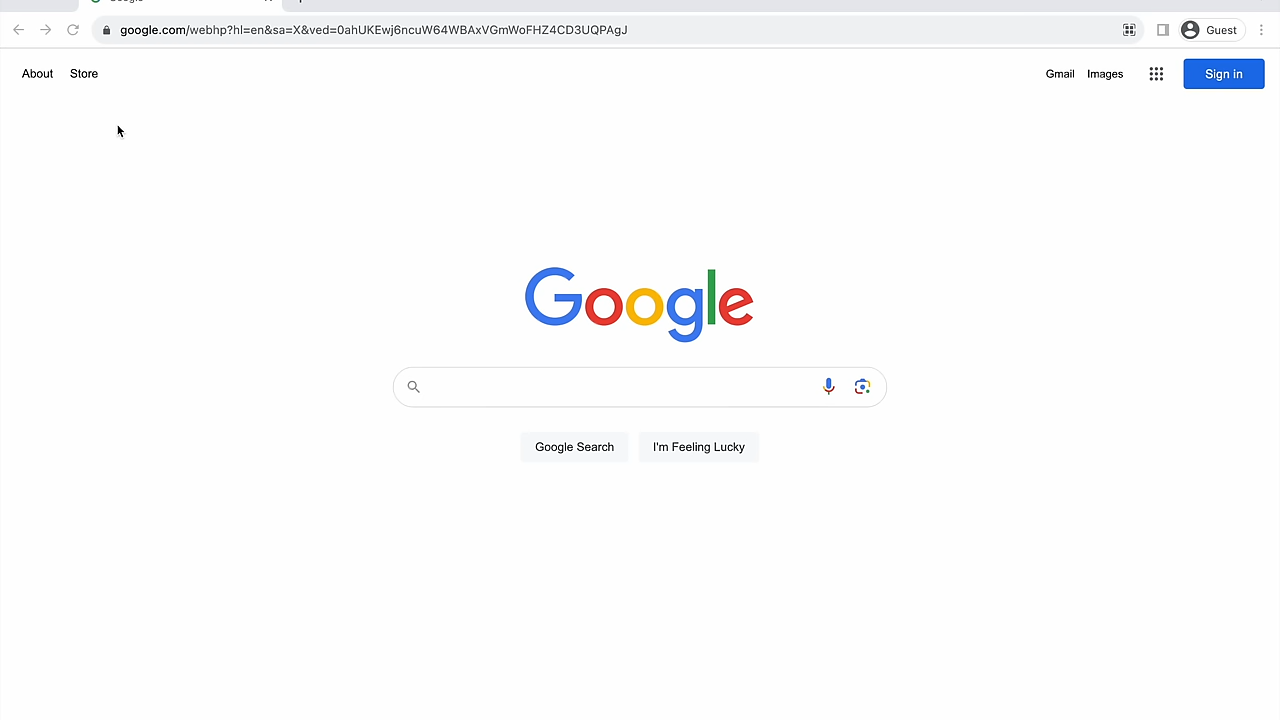 google.com/webhp?hl=en&sa=X&ved=0ahUKEwj6ncuW64WBAxVGmWoFHZ4CD3UQPAgJ
Guest
About Store
Gmail Images
Sign in
Google
Google Search
I'm Feeling Lucky